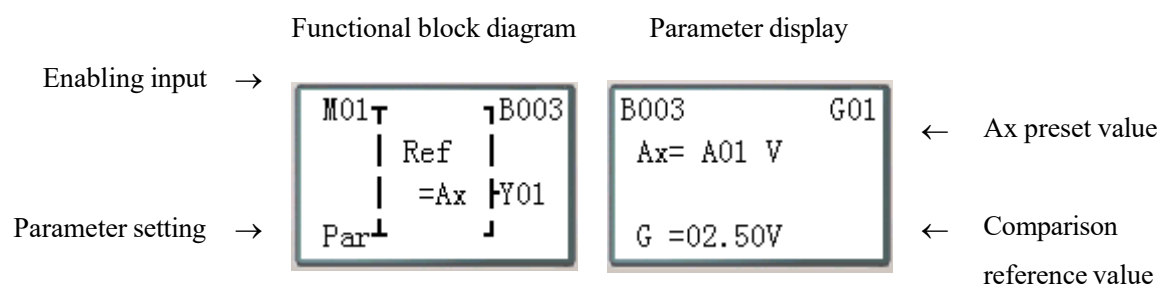 Functional block diagram Parameter display
Enabling input →
M01 B003
Ref
=Ax Y01
Parameter setting → Par
B003 G01
Ax= A01 V
← Ax preset value
G =02.50V
← Comparison
reference value